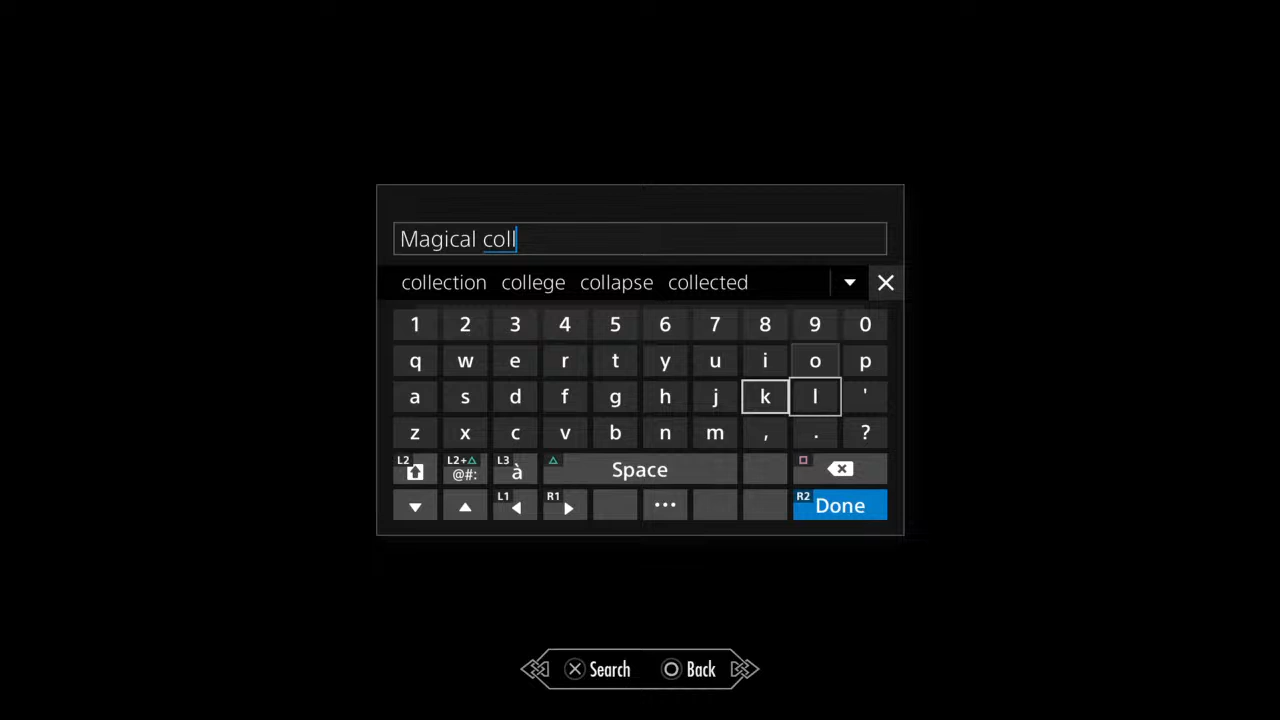 Magical coll
collection college collapse collected
1 2 3 4 5 6 7 8 9 0
q w e r t y u i o p
a s d f g h j k l '
z x c v b n m , . ?
L2 L2+△ @#: L3 à △ Space □
L1 R1 ... R2 Done
Search Back